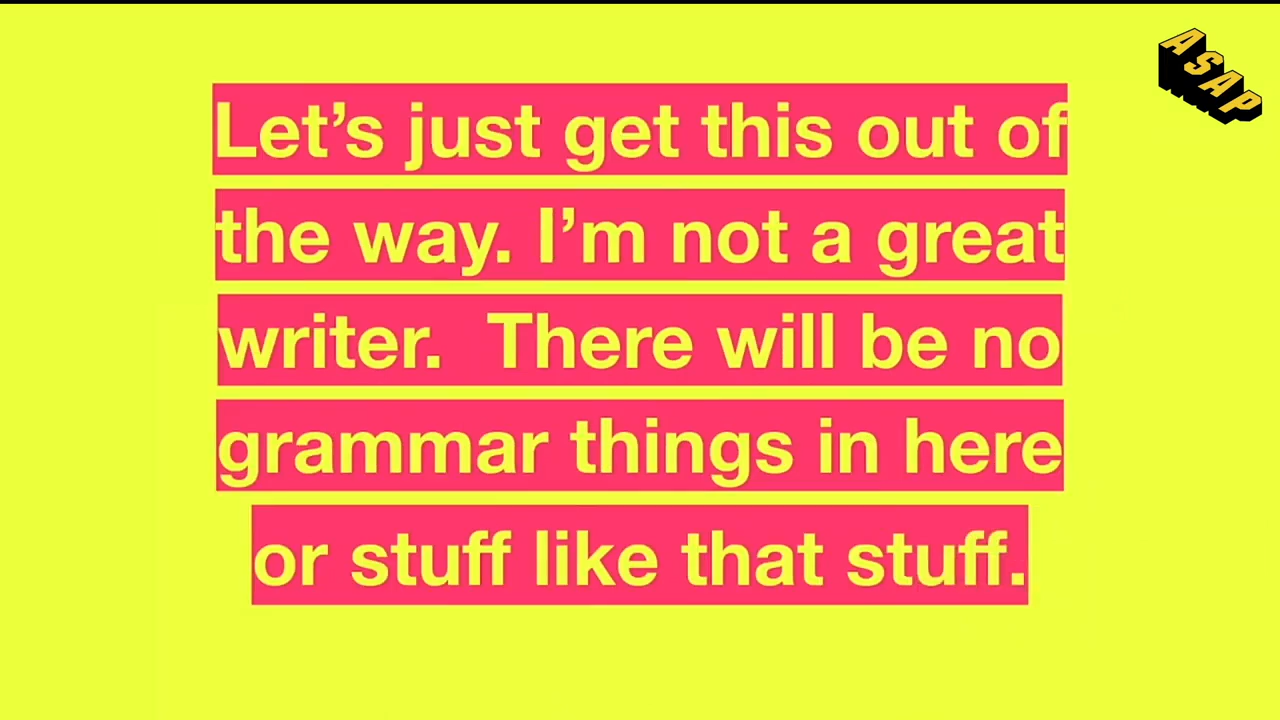 ASAP
Let’s just get this out of
the way. I’m not a great
writer.  There will be no
grammar things in here
or stuff like that stuff.